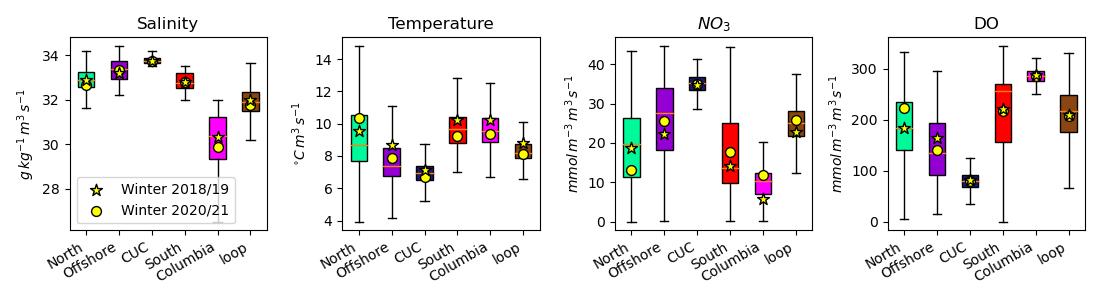 Salinity
g kg⁻¹ m³ s⁻¹
34
32
30
28
Winter 2018/19
Winter 2020/21
North
Offshore
CUC
South
Columbia
loop
Temperature
°C m³ s⁻¹
14
12
10
8
6
4
North
Offshore
CUC
South
Columbia
loop
NO₃
mmol m⁻³ m³ s⁻¹
40
30
20
10
0
North
Offshore
CUC
South
Columbia
loop
DO
mmol m⁻³ m³ s⁻¹
300
200
100
0
North
Offshore
CUC
South
Columbia
loop